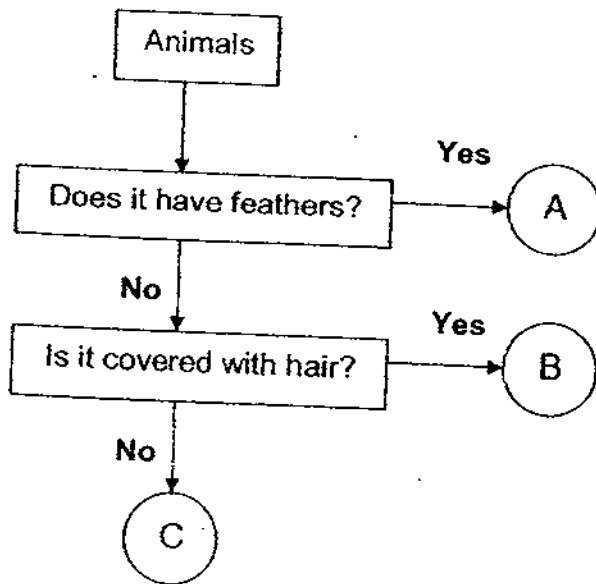 Animals
Yes
Does it have feathers?
A
No
Yes
Is it covered with hair?
B
No
C